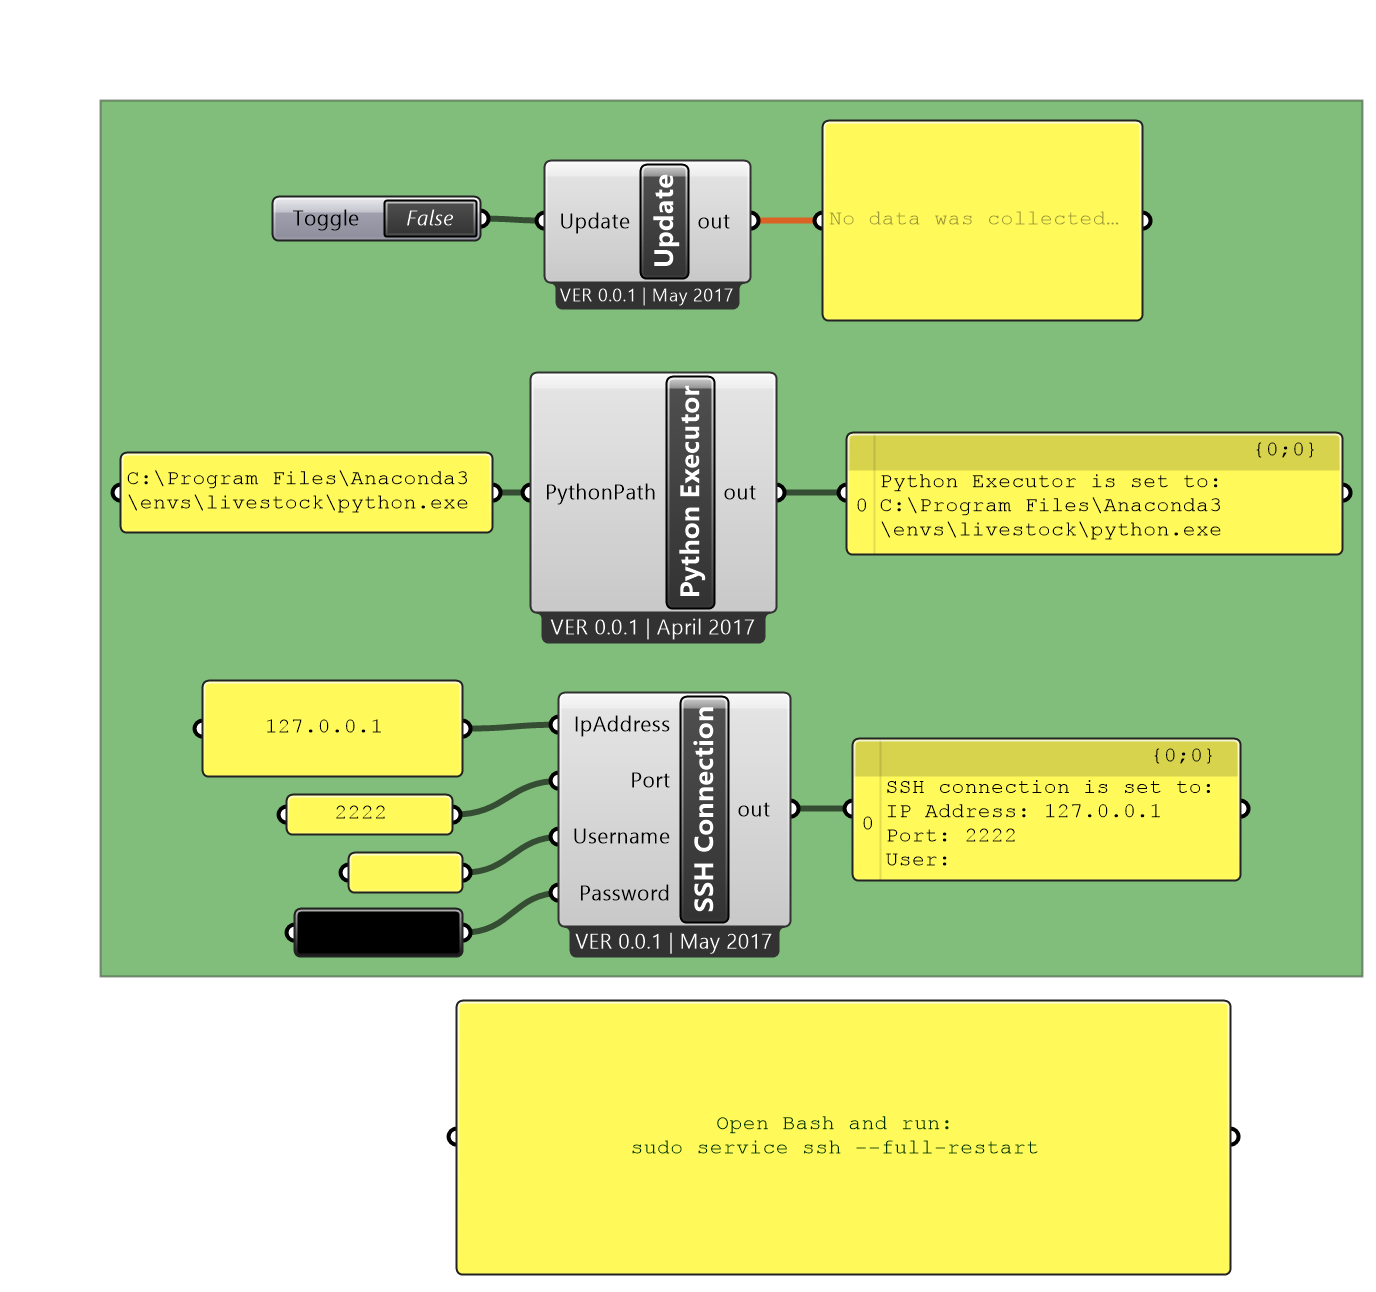 Toggle
False
Update
Update
out
VER 0.0.1 | May 2017
No data was collected…
C:\Program Files\Anaconda3
\envs\livestock\python.exe
PythonPath
Python Executor
out
VER 0.0.1 | April 2017
{0;0}
0
Python Executor is set to:
C:\Program Files\Anaconda3
\envs\livestock\python.exe
127.0.0.1
2222
IpAddress
Port
Username
Password
SSH Connection
out
VER 0.0.1 | May 2017
{0;0}
0
SSH connection is set to:
IP Address: 127.0.0.1
Port: 2222
User:
Open Bash and run:
sudo service ssh --full-restart